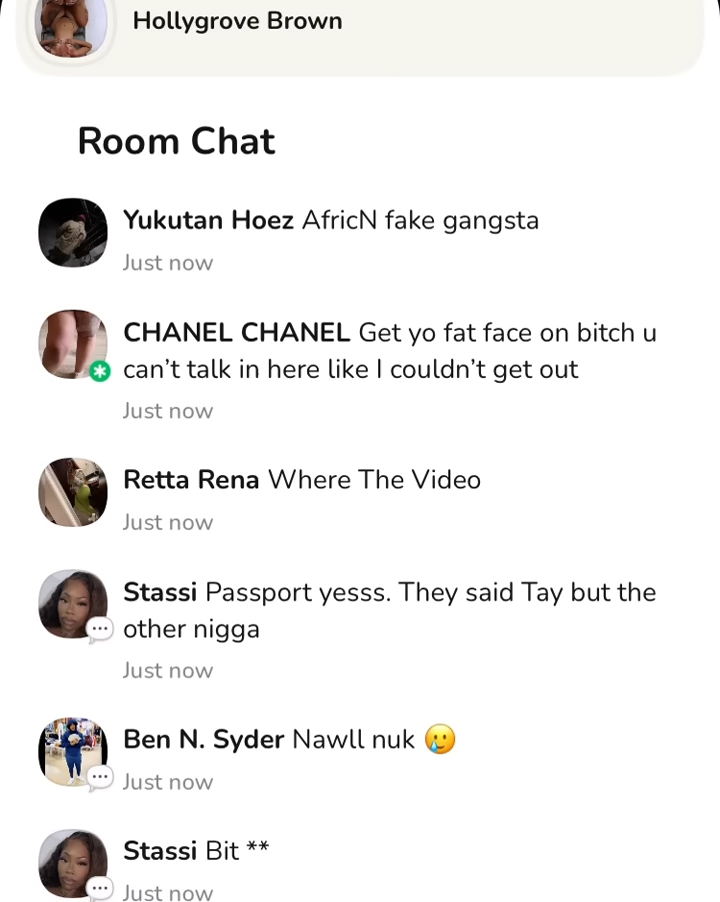 Hollygrove Brown
Room Chat
Yukutan Hoez AfricN fake gangsta
Just now
CHANEL CHANEL Get yo fat face on bitch u
can't talk in here like I couldn't get out
Just now
Retta Rena Where The Video
Just now
Stassi Passport yesss. They said Tay but the
other nigga
Just now
Ben N. Syder Nawll nuk 🥲
Just now
Stassi Bit **
Just now